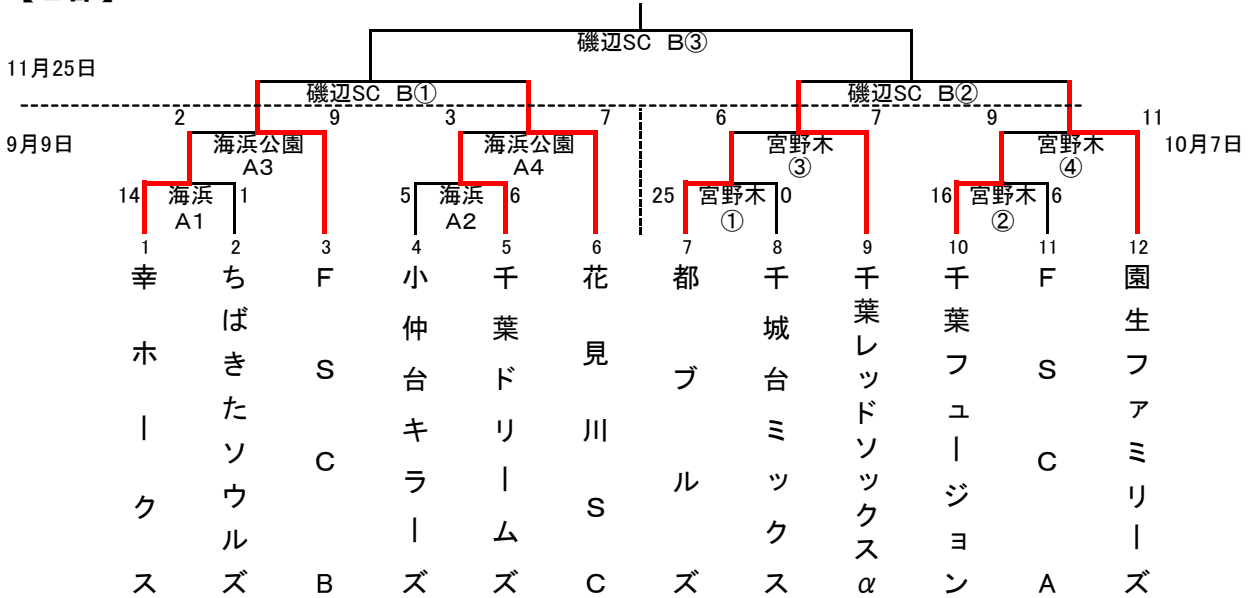 磯辺SC B③
11月25日
磯辺SC B① 磯辺SC B②
2 9 3 7 6 7 9 11
9月9日 海浜公園 海浜公園 宮野木 宮野木 10月7日
A3 A4 ③ ④
14 海浜 1 5 海浜 6 25 宮野木 0 16 宮野木 6
A1 A2 ① ②
1 2 3 4 5 6 7 8 9 10 11 12
幸ホークス
ちばきたソウルズ
FSCB
小仲台キラーズ
千葉ドリームズ
花見川SC
都ブルズ
千城台ミックス
千葉レッドソックスα
千葉フュージョン
FSCA
園生ファミリーズ